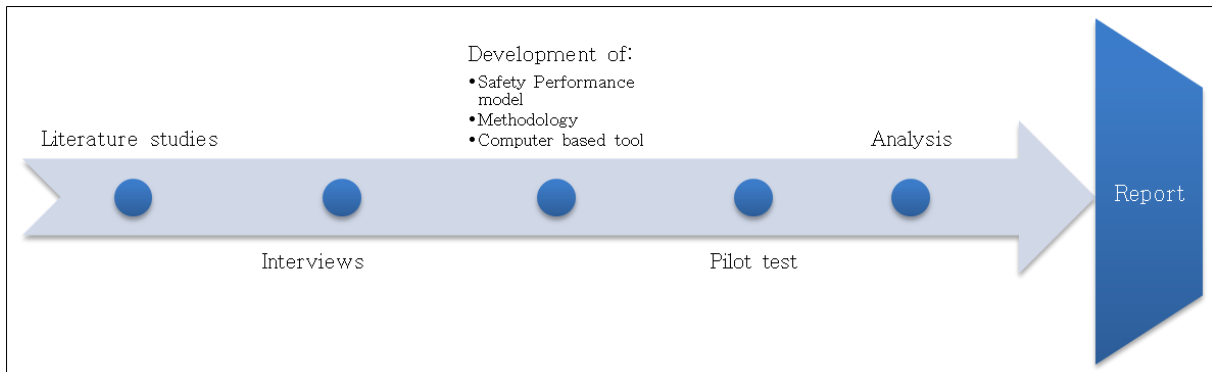 Development of:
•Safety Performance
model
•Methodology
•Computer based tool
Literature studies
Analysis
Report
Interviews
Pilot test